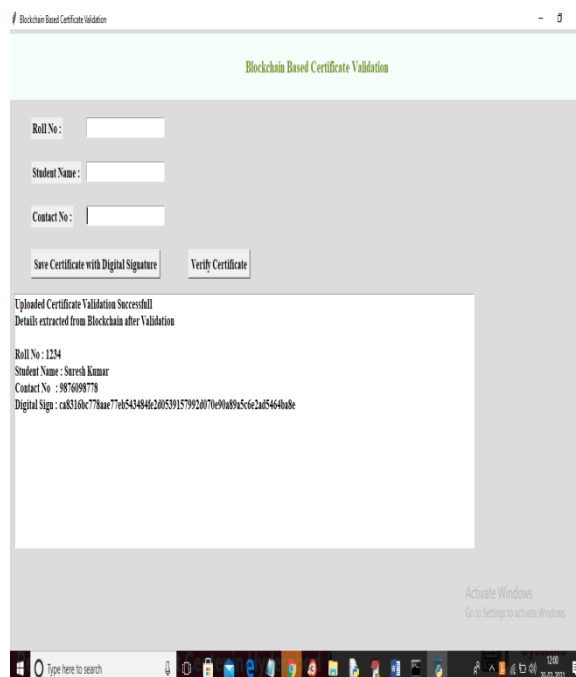 Blockchain Based Certificate Validation
Blockchain Based Certificate Validation
Roll No :
Student Name :
Contact No :
Save Certificate with Digital Signature Verify Certificate
Uploaded Certificate Validation Successfull
Details extracted from Blockchain after Validation
Roll No : 1234
Student Name : Suresh Kumar
Contact No : 9876098778
Digital Sign : ca8316bc778aae77eb543484fe2d0539157992d070e90a89a5c6e2ad5464ba8e
Activate Windows
Go to Settings to activate Windows.
Type here to search
12:00